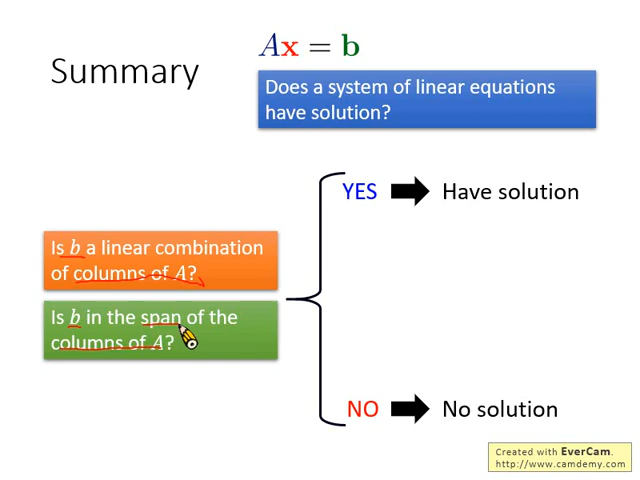 Summary
Ax = b
Does a system of linear equations
have solution?
YES
Have solution
Is b a linear combination
of columns of A?
Is b in the span of the
columns of A?
NO
No solution
Created with EverCam.
http://www.camdemy.com